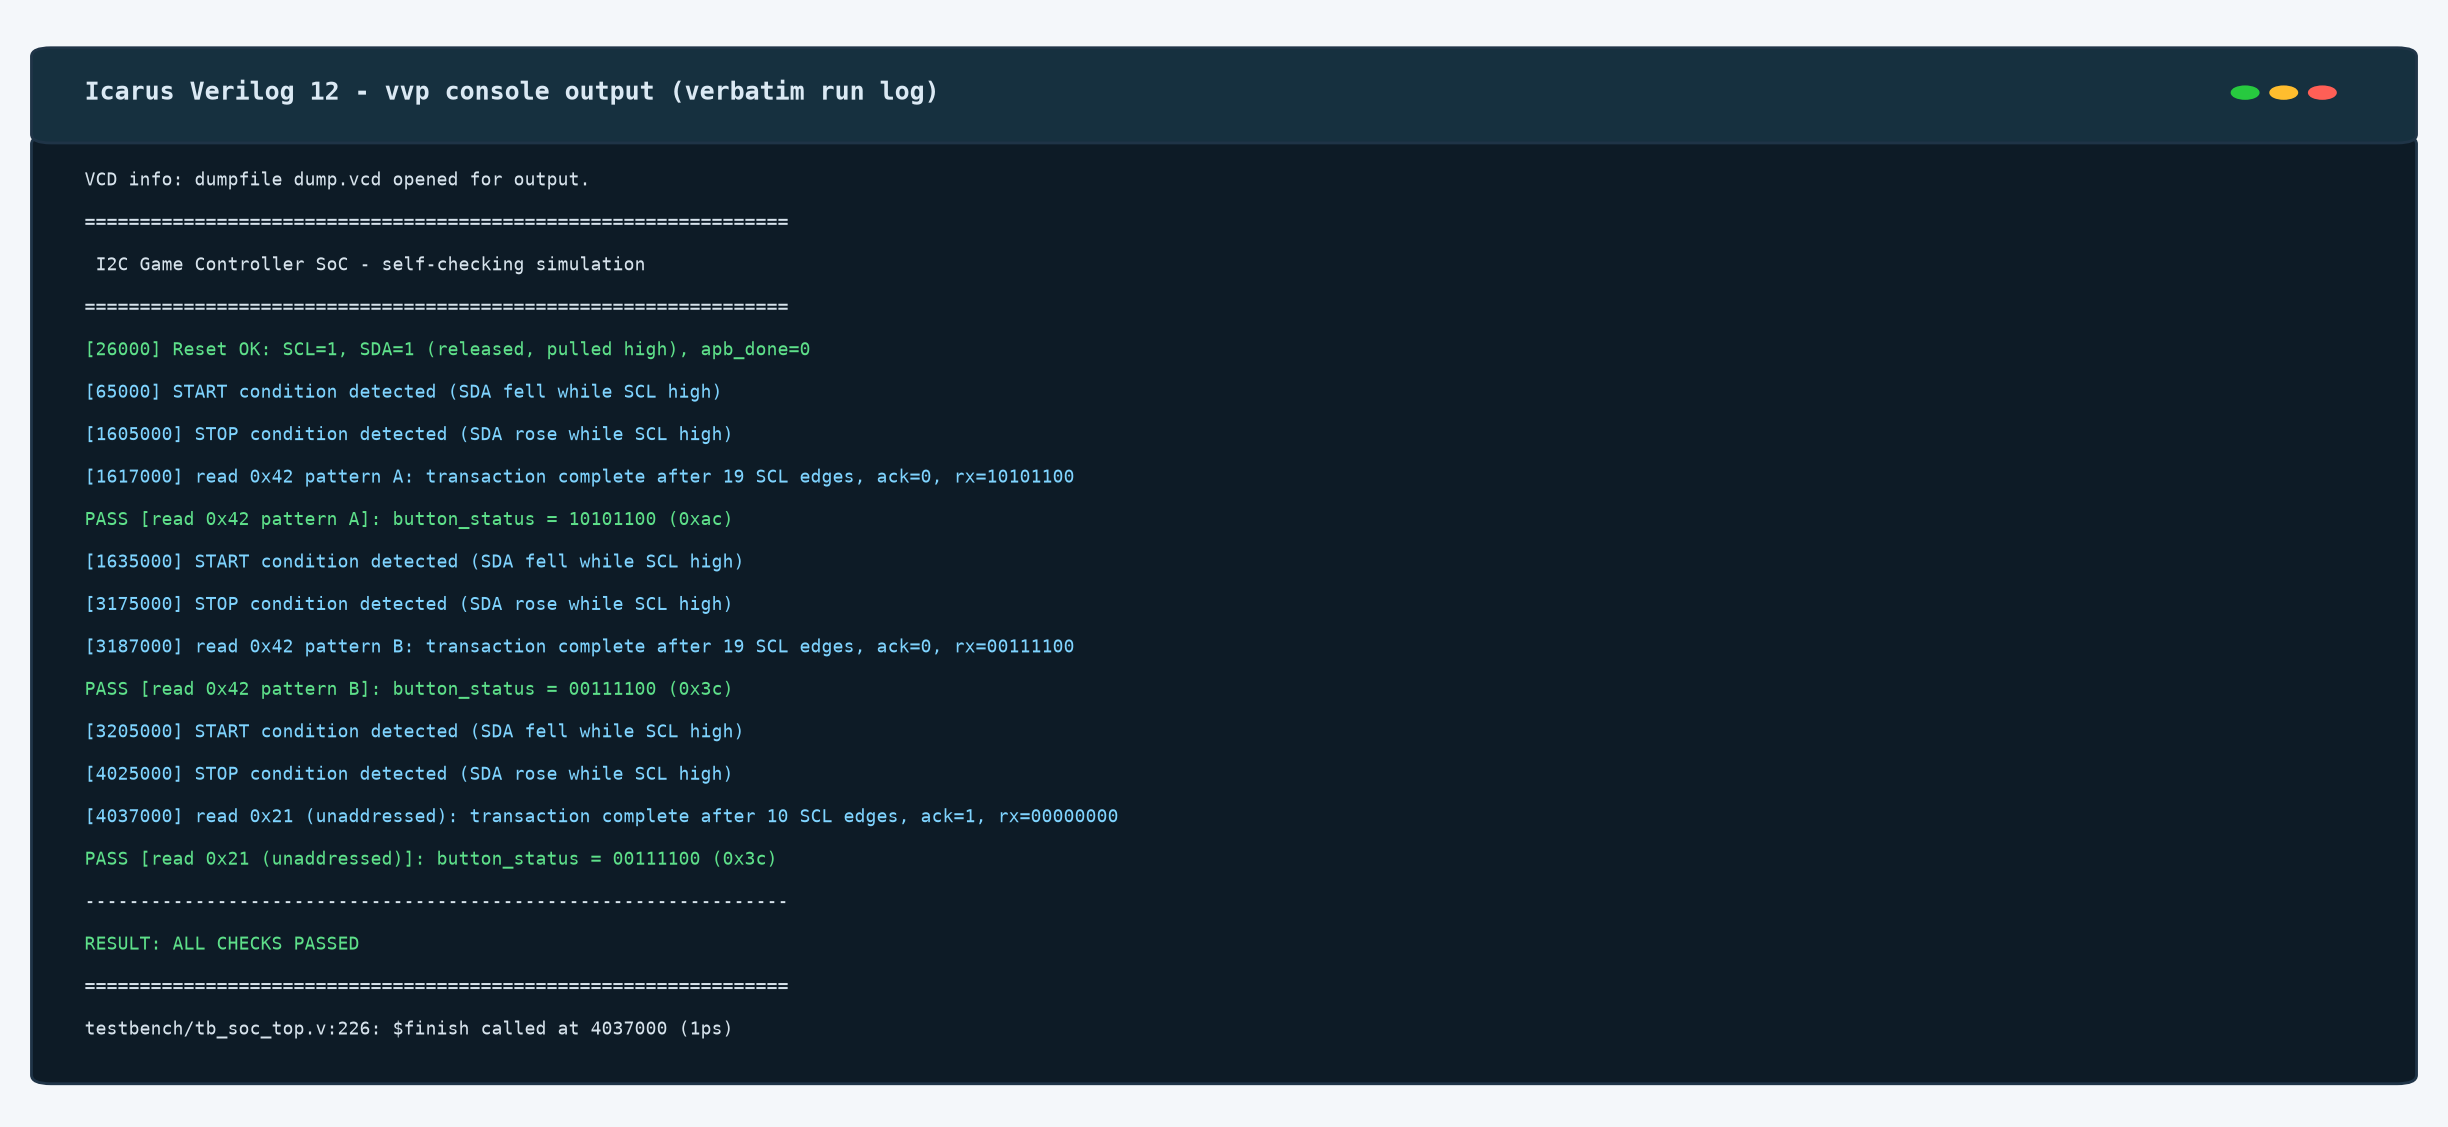 Icarus Verilog 12 - vvp console output (verbatim run log)
VCD info: dumpfile dump.vcd opened for output.
================================================================
 I2C Game Controller SoC - self-checking simulation
================================================================
[26000] Reset OK: SCL=1, SDA=1 (released, pulled high), apb_done=0
[65000] START condition detected (SDA fell while SCL high)
[1605000] STOP condition detected (SDA rose while SCL high)
[1617000] read 0x42 pattern A: transaction complete after 19 SCL edges, ack=0, rx=10101100
PASS [read 0x42 pattern A]: button_status = 10101100 (0xac)
[1635000] START condition detected (SDA fell while SCL high)
[3175000] STOP condition detected (SDA rose while SCL high)
[3187000] read 0x42 pattern B: transaction complete after 19 SCL edges, ack=0, rx=00111100
PASS [read 0x42 pattern B]: button_status = 00111100 (0x3c)
[3205000] START condition detected (SDA fell while SCL high)
[4025000] STOP condition detected (SDA rose while SCL high)
[4037000] read 0x21 (unaddressed): transaction complete after 10 SCL edges, ack=1, rx=00000000
PASS [read 0x21 (unaddressed)]: button_status = 00111100 (0x3c)
----------------------------------------------------------------
RESULT: ALL CHECKS PASSED
================================================================
testbench/tb_soc_top.v:226: $finish called at 4037000 (1ps)